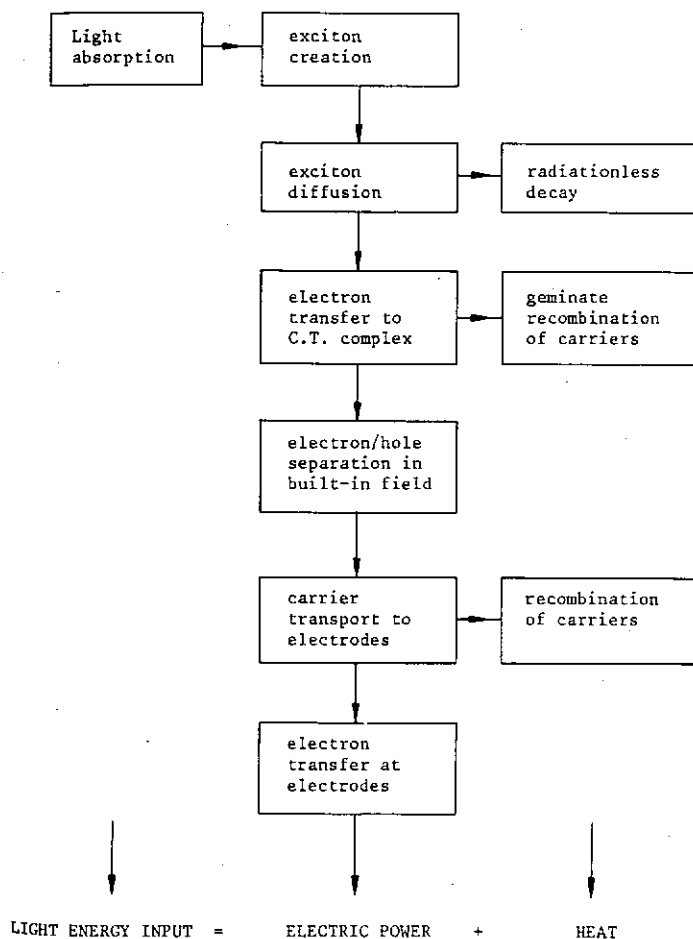 Light
absorption
exciton
creation
exciton
diffusion
radiationless
decay
electron
transfer to
C.T. complex
geminate
recombination
of carriers
electron/hole
separation in
built-in field
carrier
transport to
electrodes
recombination
of carriers
electron
transfer at
electrodes
LIGHT ENERGY INPUT = ELECTRIC POWER + HEAT